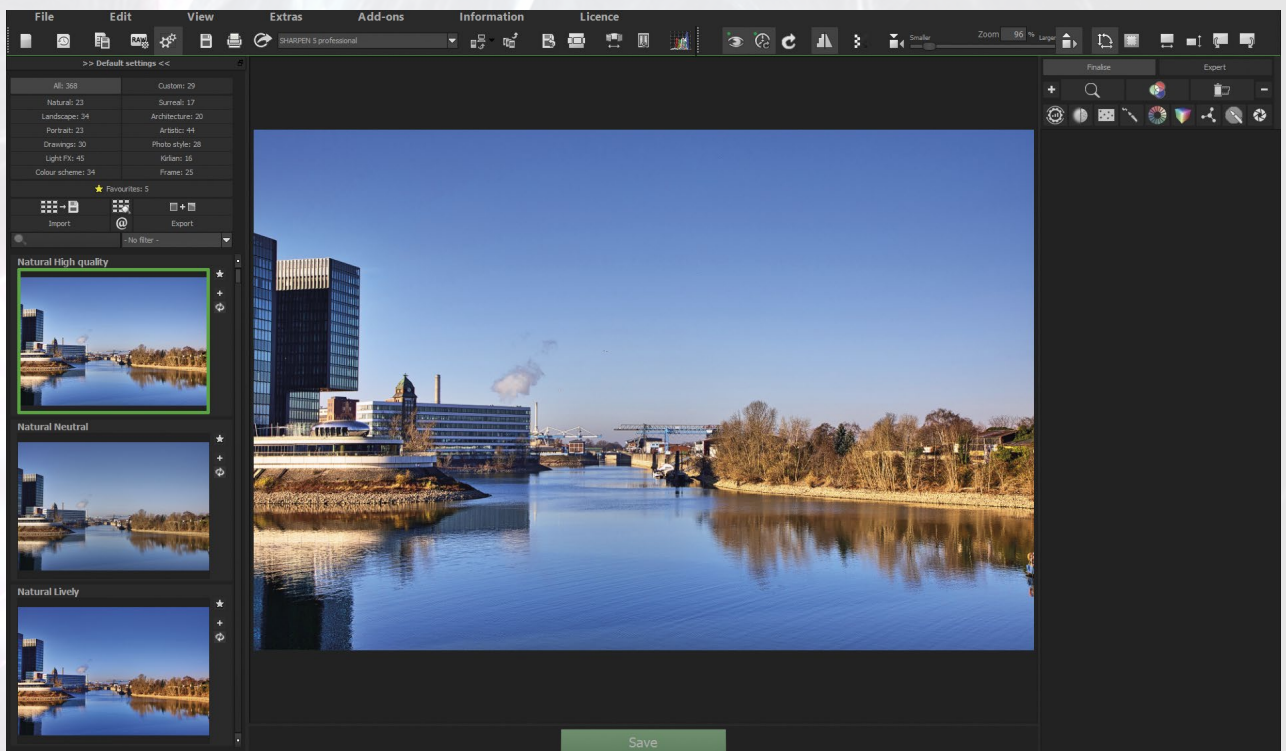 File Edit View Extras Add-ons Information Licence
RAW SHARPEN 5 professional Smaller Zoom 96 % Larger
>> Default settings <<
All: 368 Custom: 29
Natural: 23 Surreal: 17
Landscape: 34 Architecture: 20
Portrait: 23 Artistic: 44
Drawings: 30 Photo style: 28
Light FX: 45 Kirlian: 16
Colour scheme: 34 Frame: 25
Favourites: 5
Import @ Export
- No filter -
Natural High quality
Natural Neutral
Natural Lively
Finalise Expert
Save